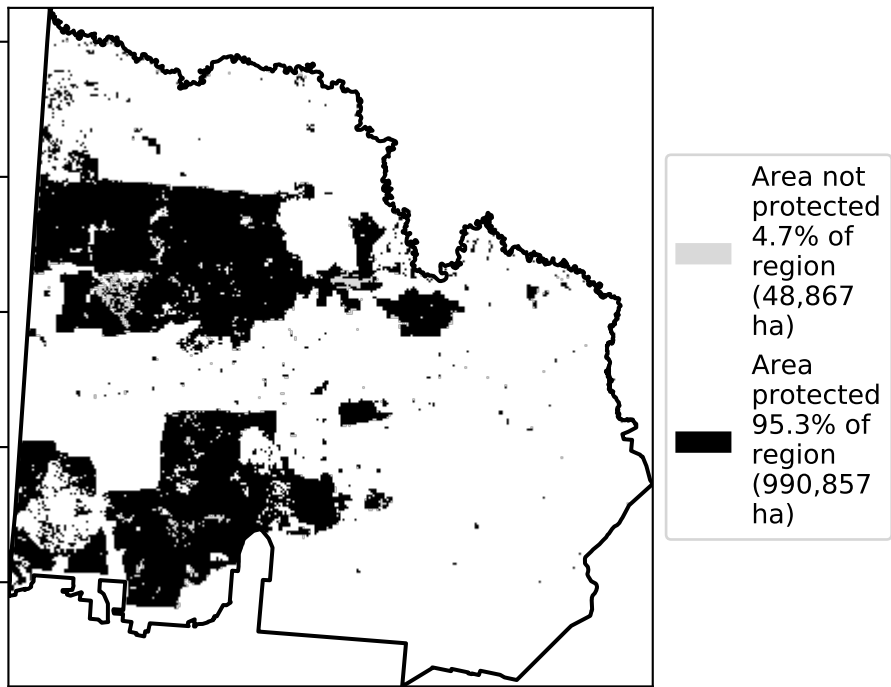 Area not
protected
4.7% of
region
(48,867
ha)
Area
protected
95.3% of
region
(990,857
ha)